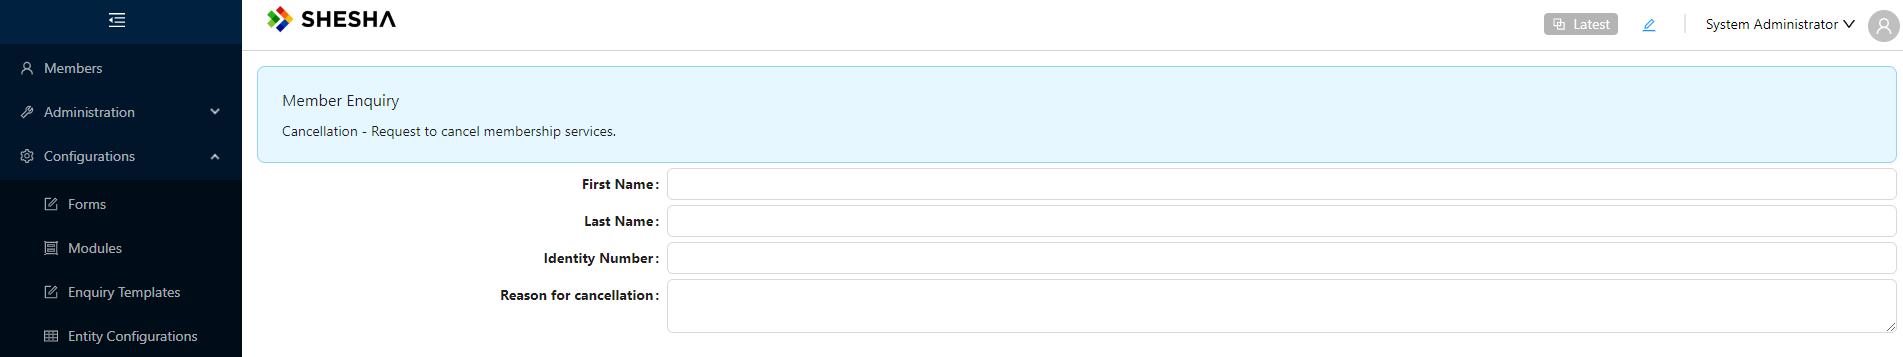 SHESHA
Latest
System Administrator
Members
Administration
Configurations
Forms
Modules
Enquiry Templates
Entity Configurations
Member Enquiry
Cancellation - Request to cancel membership services.
First Name:
Last Name:
Identity Number:
Reason for cancellation: